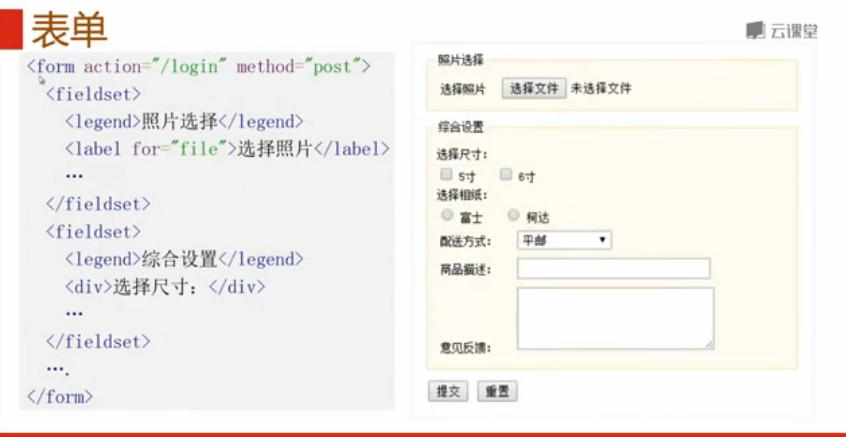 表单
云课堂
<form action="/login" method="post">
<fieldset>
<legend>照片选择</legend>
<label for="file">选择照片</label>
…
</fieldset>
<fieldset>
<legend>综合设置</legend>
<div>选择尺寸：</div>
…
</fieldset>
….
</form>
照片选择
选择照片 选择文件 未选择文件
综合设置
选择尺寸:
5寸 6寸
选择相纸:
富士 柯达
配送方式: 平邮
商品描述:
意见反馈:
提交 重置